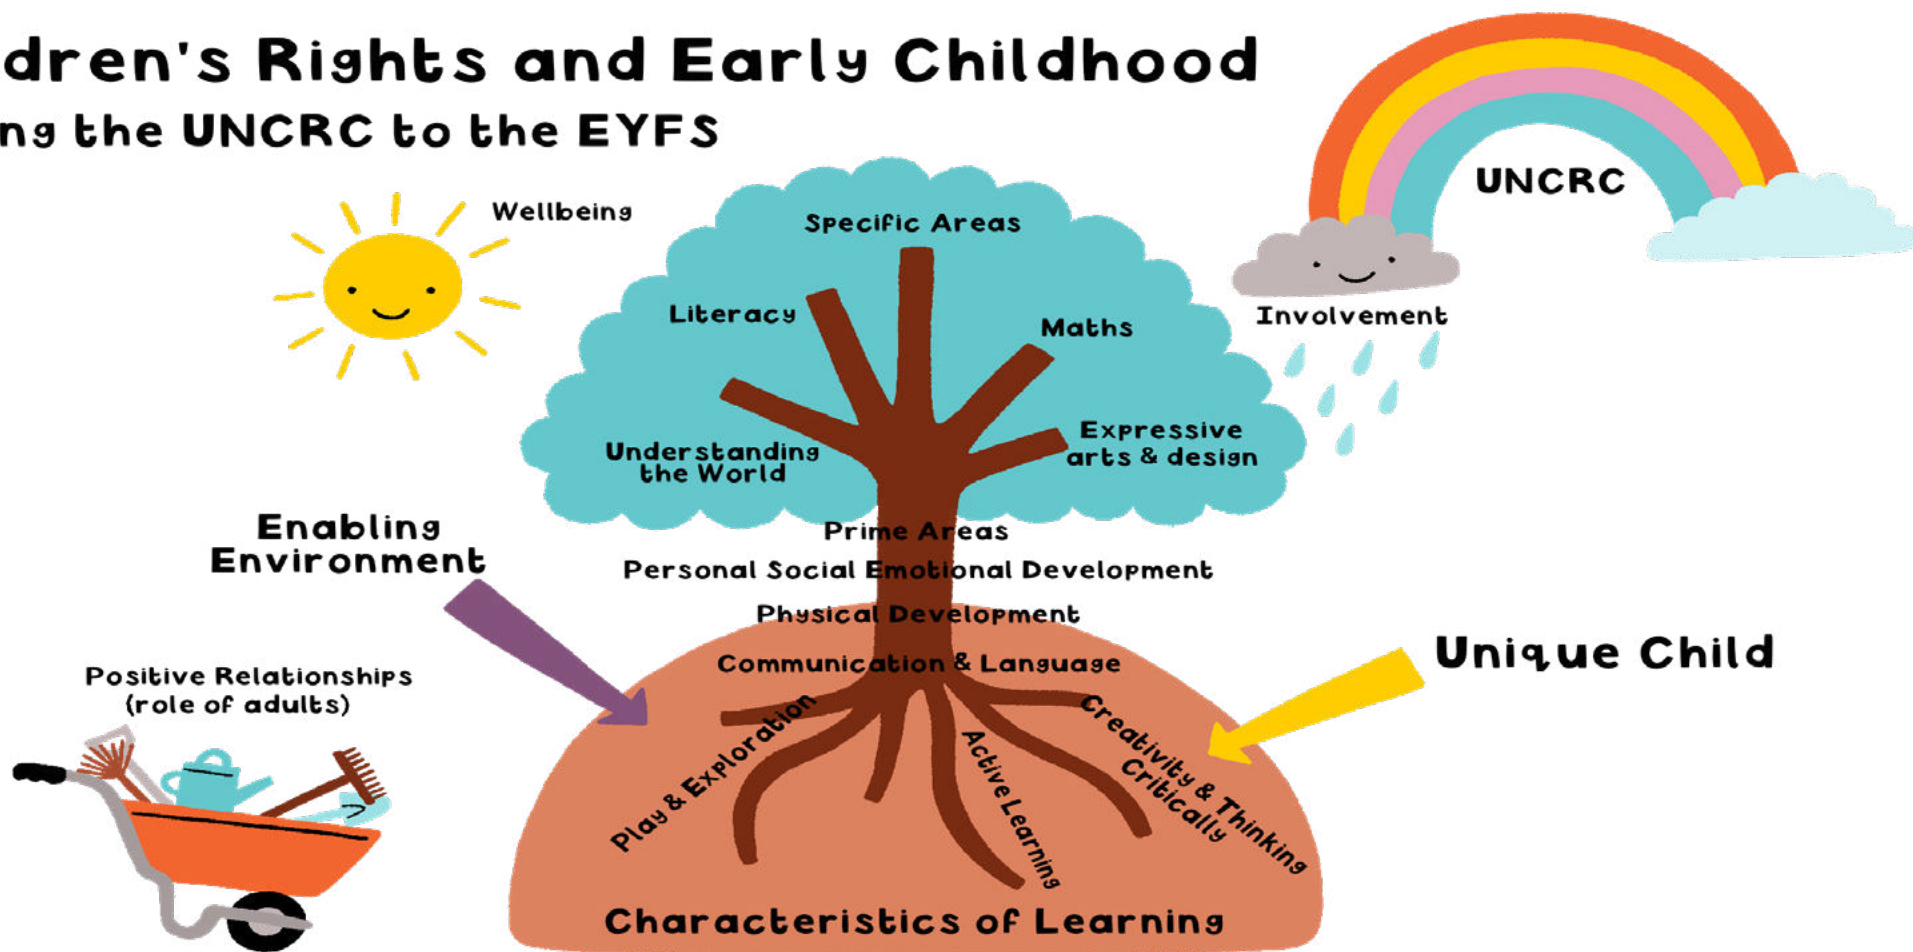 dren's Rights and Early Childhood
ng the UNCRC to the EYFS
UNCRC
Wellbeing
Specific Areas
Literacy
Maths
Involvement
Understanding
the World
Expressive
arts & design
Enabling
Environment
Prime Areas
Personal Social Emotional Development
Physical Development
Communication & Language
Unique Child
Positive Relationships
(role of adults)
Play & Exploration
Active Learning
Creativity & Thinking
Critically
Characteristics of Learning